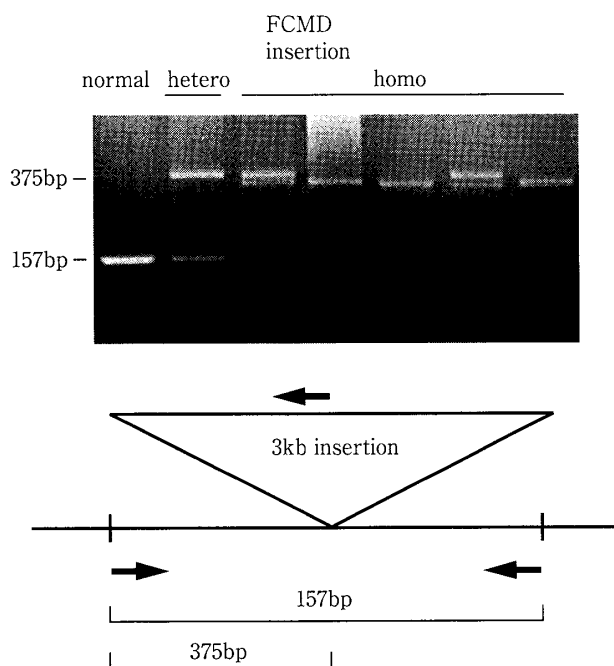 FCMD
insertion
normal hetero homo
375bp
157bp
3kb insertion
157bp
375bp